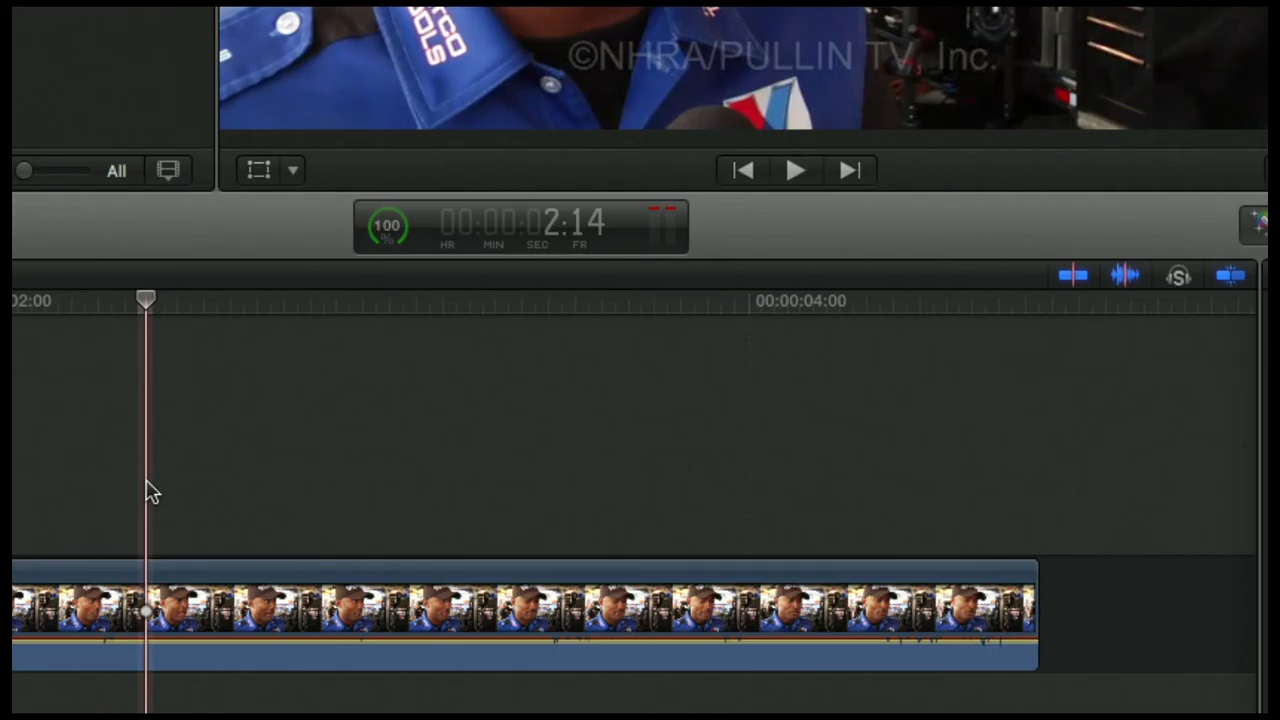 OOLS
©NHRA/PULLIN TV, Inc.
All
100
%
00:00:02:14
HR MIN SEC FR
02:00
00:00:04:00